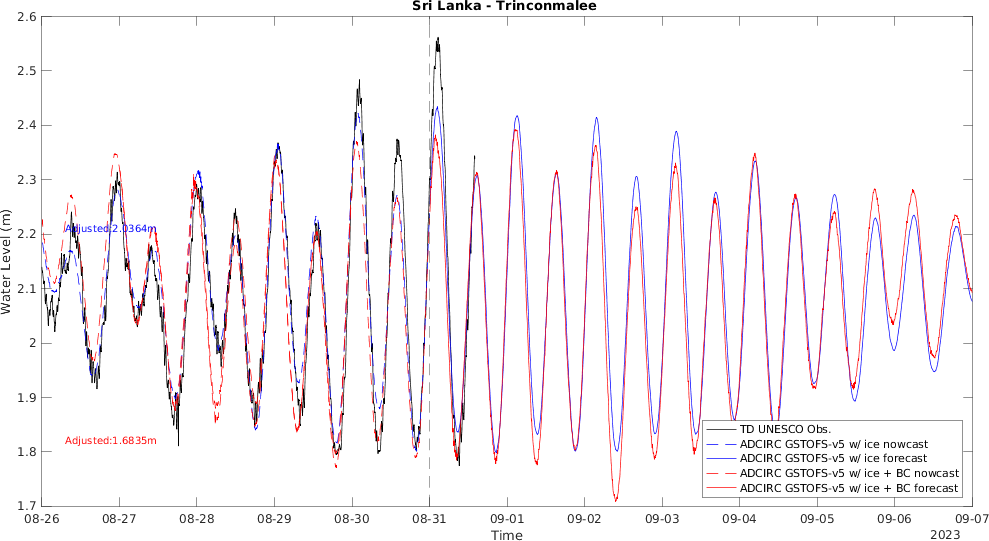 Sri Lanka - Trinconmalee
2.6
2.5
2.4
2.3
2.2
2.1
2
1.9
1.8
1.7
Water Level (m)
Adjusted:2.0364m
Adjusted:1.6835m
TD UNESCO Obs.
ADCIRC GSTOFS-v5 w/ ice nowcast
ADCIRC GSTOFS-v5 w/ ice forecast
ADCIRC GSTOFS-v5 w/ ice + BC nowcast
ADCIRC GSTOFS-v5 w/ ice + BC forecast
08-26 08-27 08-28 08-29 08-30 08-31 09-01 09-02 09-03 09-04 09-05 09-06 09-07
Time
2023